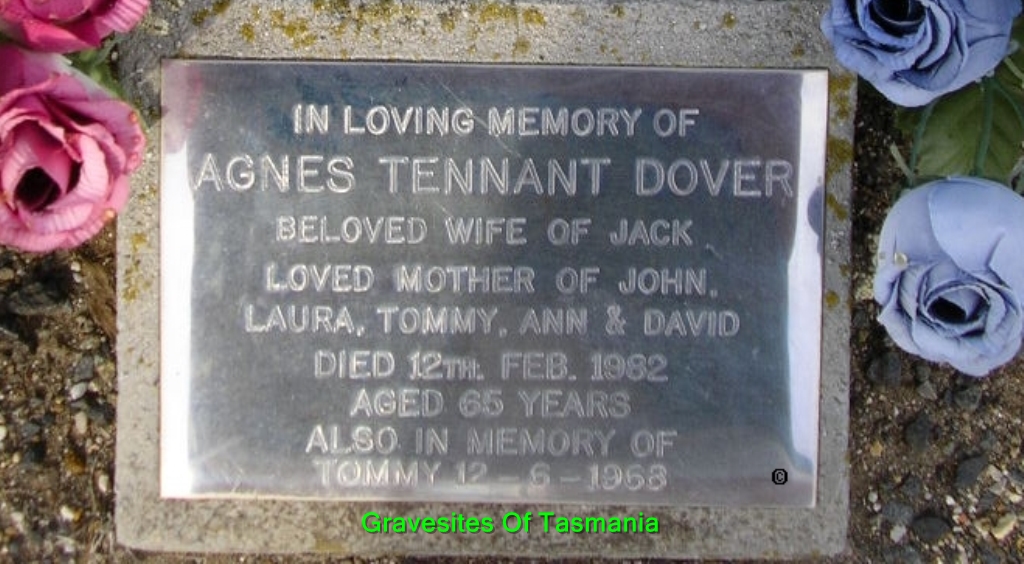 IN LOVING MEMORY OF
AGNES TENNANT DOVER
BELOVED WIFE OF JACK
LOVED MOTHER OF JOHN,
LAURA, TOMMY, ANN & DAVID
DIED 12TH. FEB. 1982
AGED 65 YEARS
ALSO IN MEMORY OF
TOMMY 12-6-1968
©
Gravesites Of Tasmania